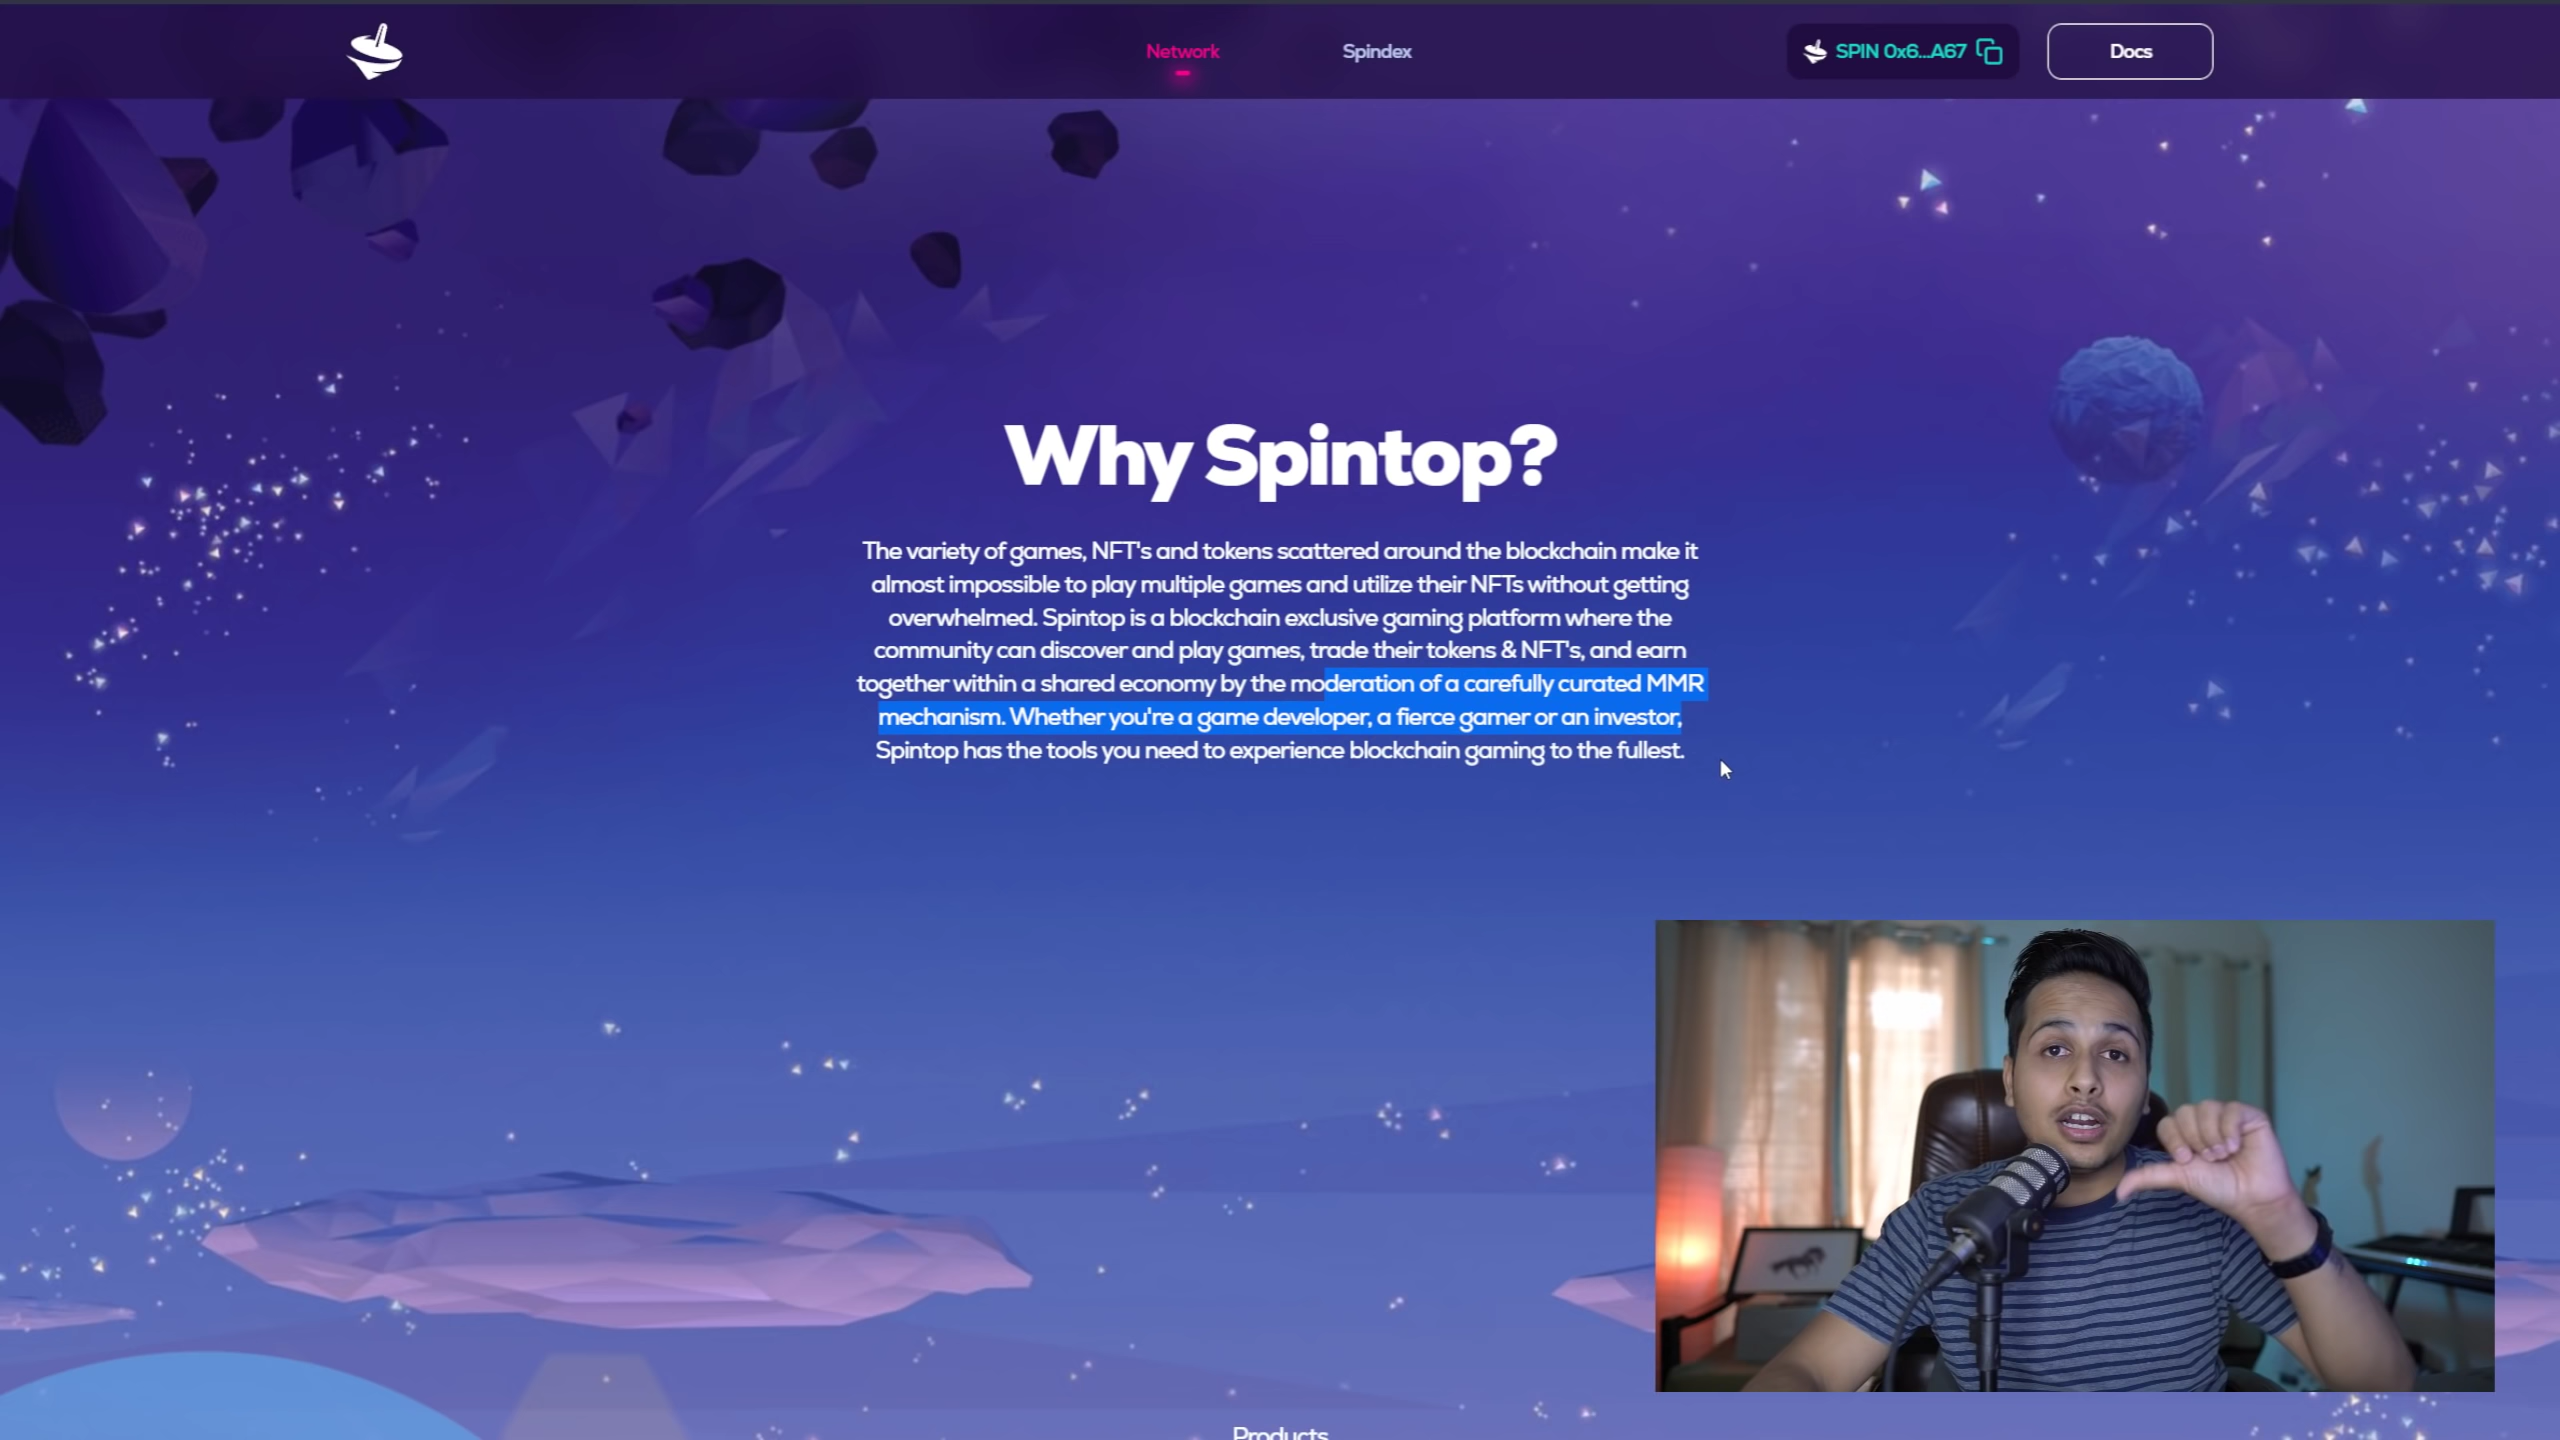 Network
Spindex
SPIN 0x6...A67
Docs
Why Spintop?
The variety of games, NFT's and tokens scattered around the blockchain make it
almost impossible to play multiple games and utilize their NFTs without getting
overwhelmed. Spintop is a blockchain exclusive gaming platform where the
community can discover and play games, trade their tokens & NFT's, and earn
together within a shared economy by the moderation of a carefully curated MMR
mechanism. Whether you're a game developer, a fierce gamer or an investor,
Spintop has the tools you need to experience blockchain gaming to the fullest.
Products